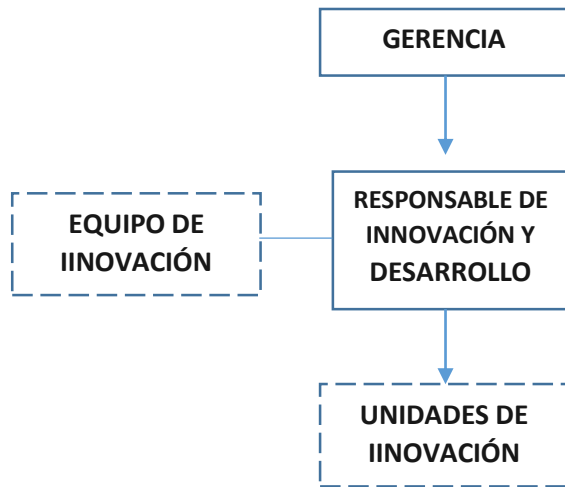 GERENCIA
EQUIPO DE
IINOVACIÓN
RESPONSABLE DE
INNOVACIÓN Y
DESARROLLO
UNIDADES DE
IINOVACIÓN